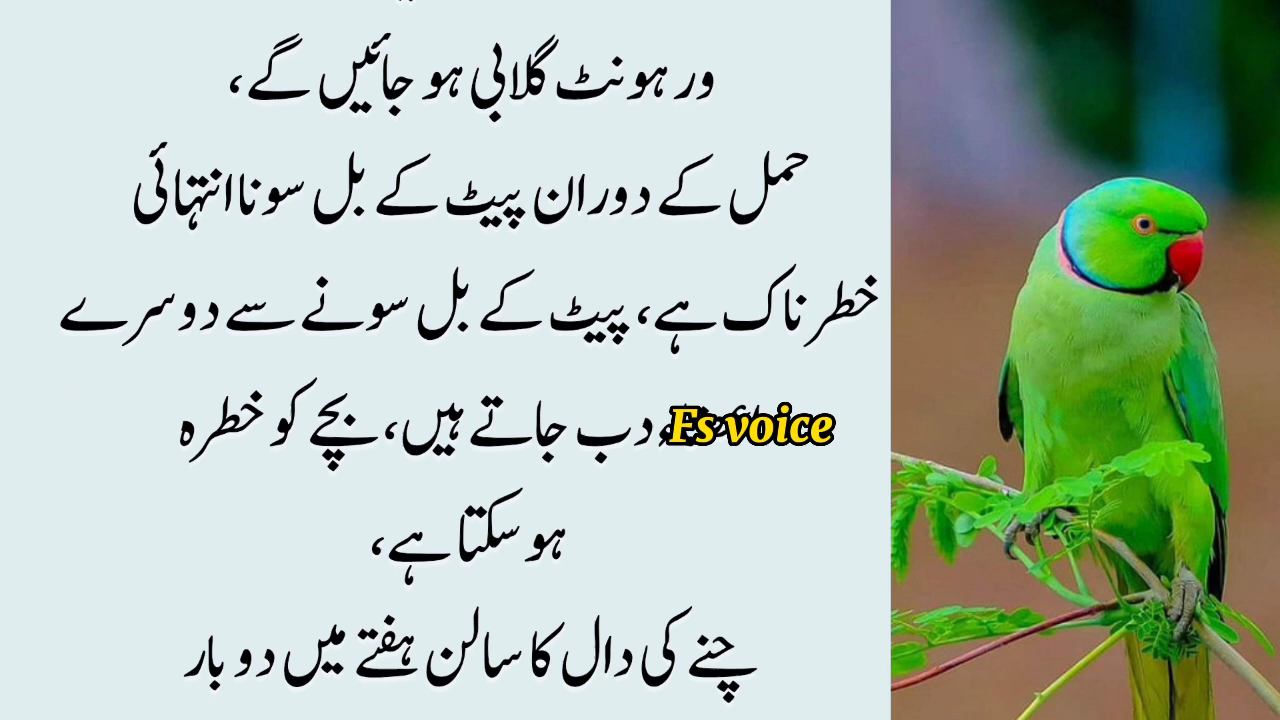 ور ہونٹ گلابی ہو جائیں گے،
حمل کے دوران پیٹ کے بل سونا انتہائی
خطرناک ہے، پیٹ کے بل سونے سے دوسرے
دب جاتے ہیں، بچے کو خطرہ
Fs voice
ہو سکتا ہے،
چنے کی دال کا سالن ہفتے میں دو بار